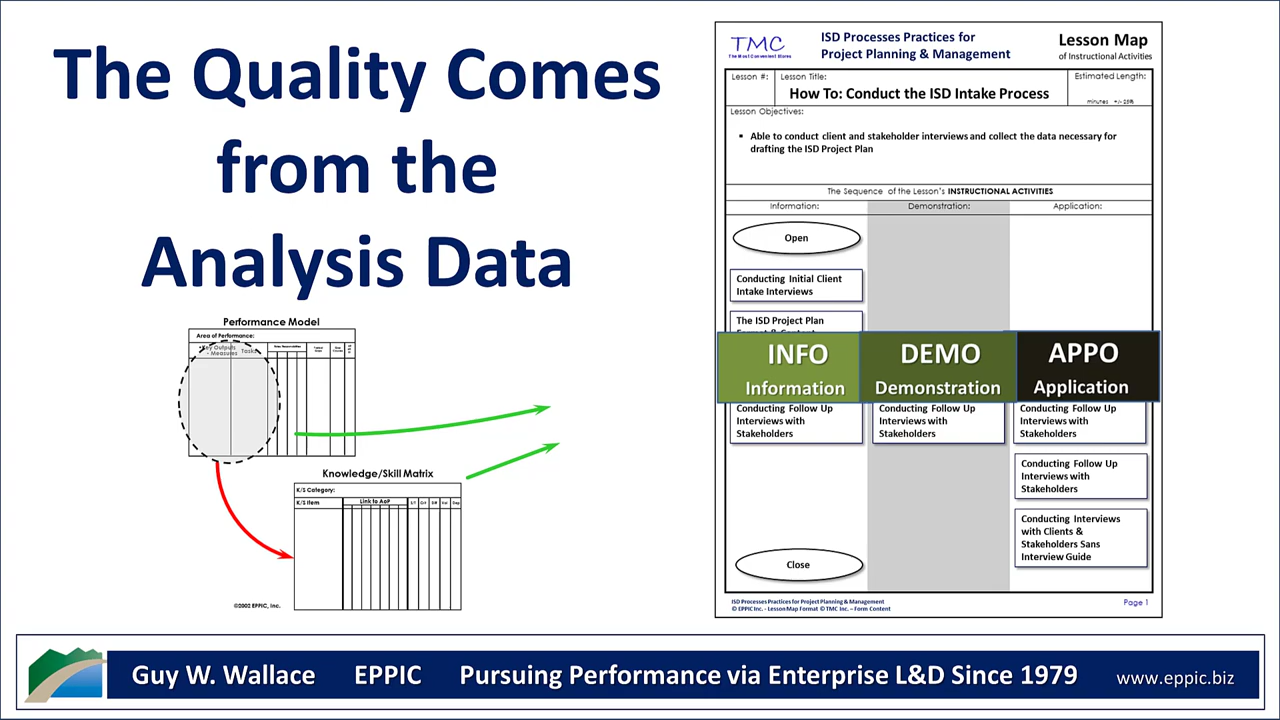 The Quality Comes
from the
Analysis Data
Performance Model
Area of Performance:
Key Outputs
- Measures
Tasks
Knowledge/Skill Matrix
K/S Category:
K/S Item
Link to AoP
©2002 EPPIC, Inc.
TMC
The Most Convenient Stores
ISD Processes Practices for
Project Planning & Management
Lesson Map
of Instructional Activities
Lesson #:
Lesson Title:
How To: Conduct the ISD Intake Process
Estimated Length:
minutes +/- 25%
Lesson Objectives:
▪ Able to conduct client and stakeholder interviews and collect the data necessary for
drafting the ISD Project Plan
The Sequence of the Lesson's INSTRUCTIONAL ACTIVITIES
Information:
Demonstration:
Application:
Open
Conducting Initial Client
Intake Interviews
The ISD Project Plan
Format & Content
INFO
Information
DEMO
Demonstration
APPO
Application
Conducting Follow Up
Interviews with
Stakeholders
Conducting Follow Up
Interviews with
Stakeholders
Conducting Follow Up
Interviews with
Stakeholders
Conducting Follow Up
Interviews with
Stakeholders
Conducting Interviews
with Clients &
Stakeholders Sans
Interview Guide
Close
ISD Processes Practices for Project Planning & Management
© EPPIC Inc. - Lesson Map Format © TMC Inc. – Form Content
Page 1
Guy W. Wallace EPPIC Pursuing Performance via Enterprise L&D Since 1979 www.eppic.biz